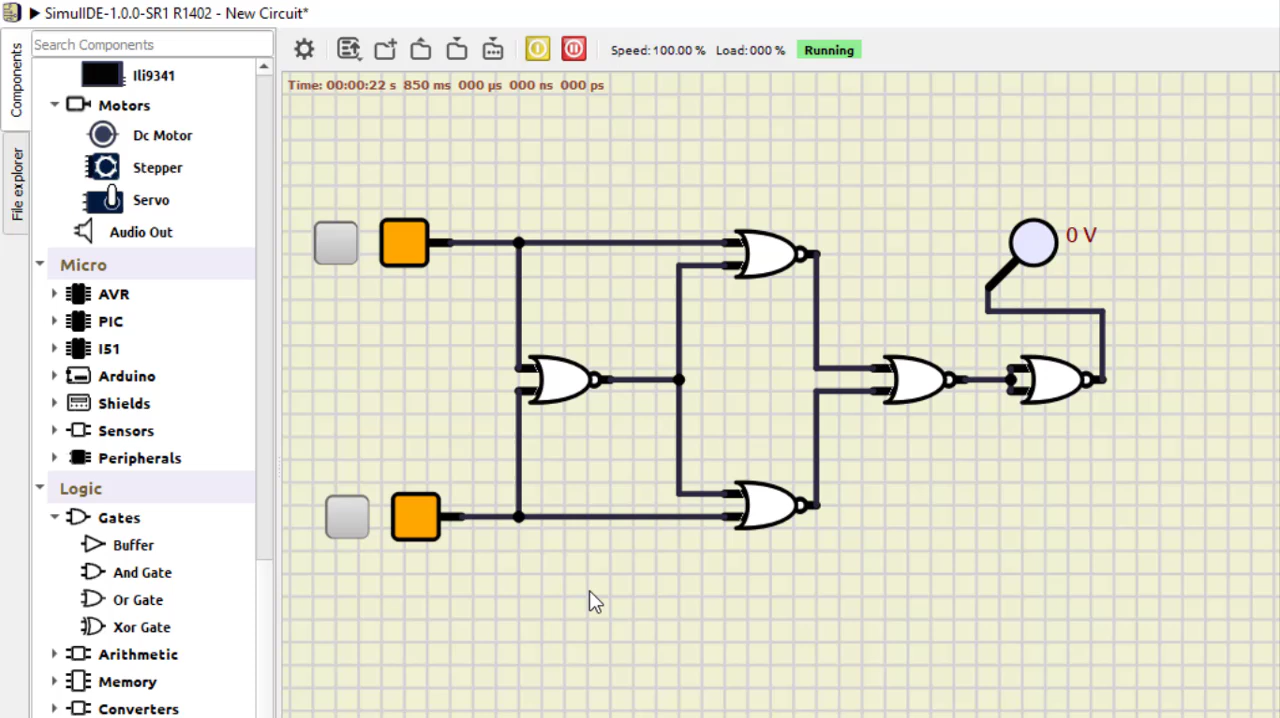 SimulIDE-1.0.0-SR1 R1402 - New Circuit*
Components
File explorer
Search Components
Ili9341
Motors
Dc Motor
Stepper
Servo
Audio Out
Micro
AVR
PIC
I51
Arduino
Shields
Sensors
Peripherals
Logic
Gates
Buffer
And Gate
Or Gate
Xor Gate
Arithmetic
Memory
Converters
Speed: 100.00 % Load: 000 % Running
Time: 00:00:22 s 850 ms 000 µs 000 ns 000 ps
0 V